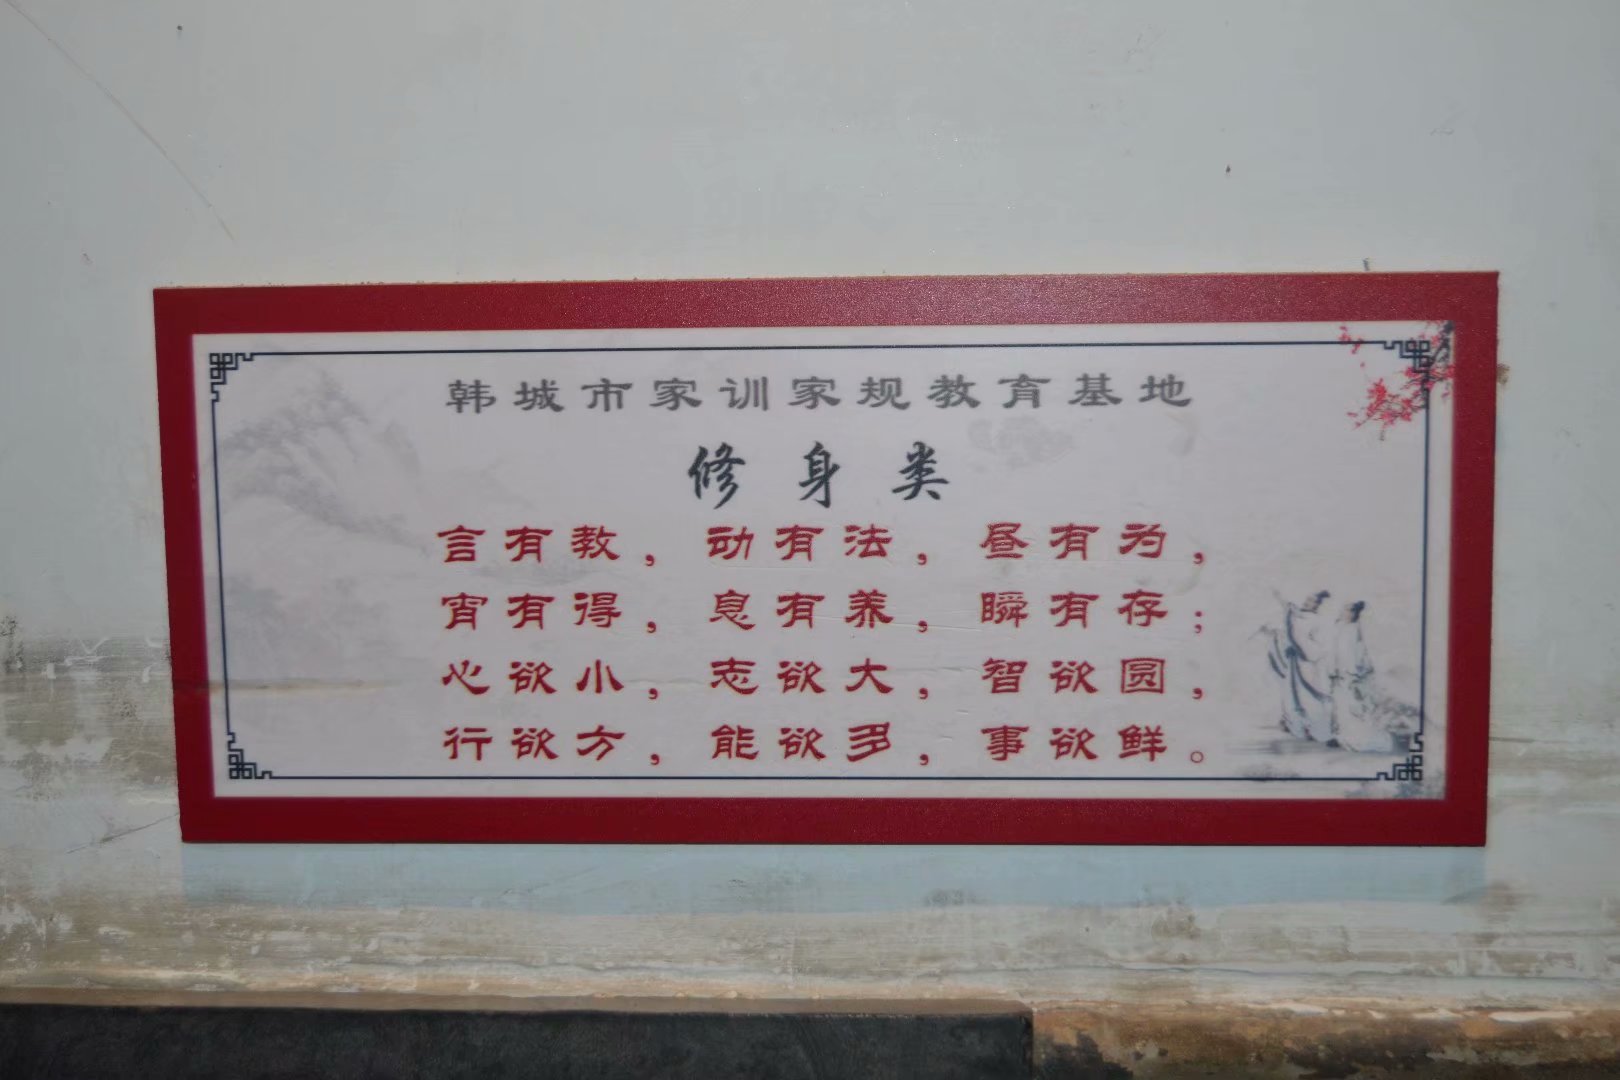 韩城市家训家规教育基地
修身类
言有教，动有法，昼有为，
宵有得，息有养，瞬有存；
心欲小，志欲大，智欲圆，
行欲方，能欲多，事欲鲜。